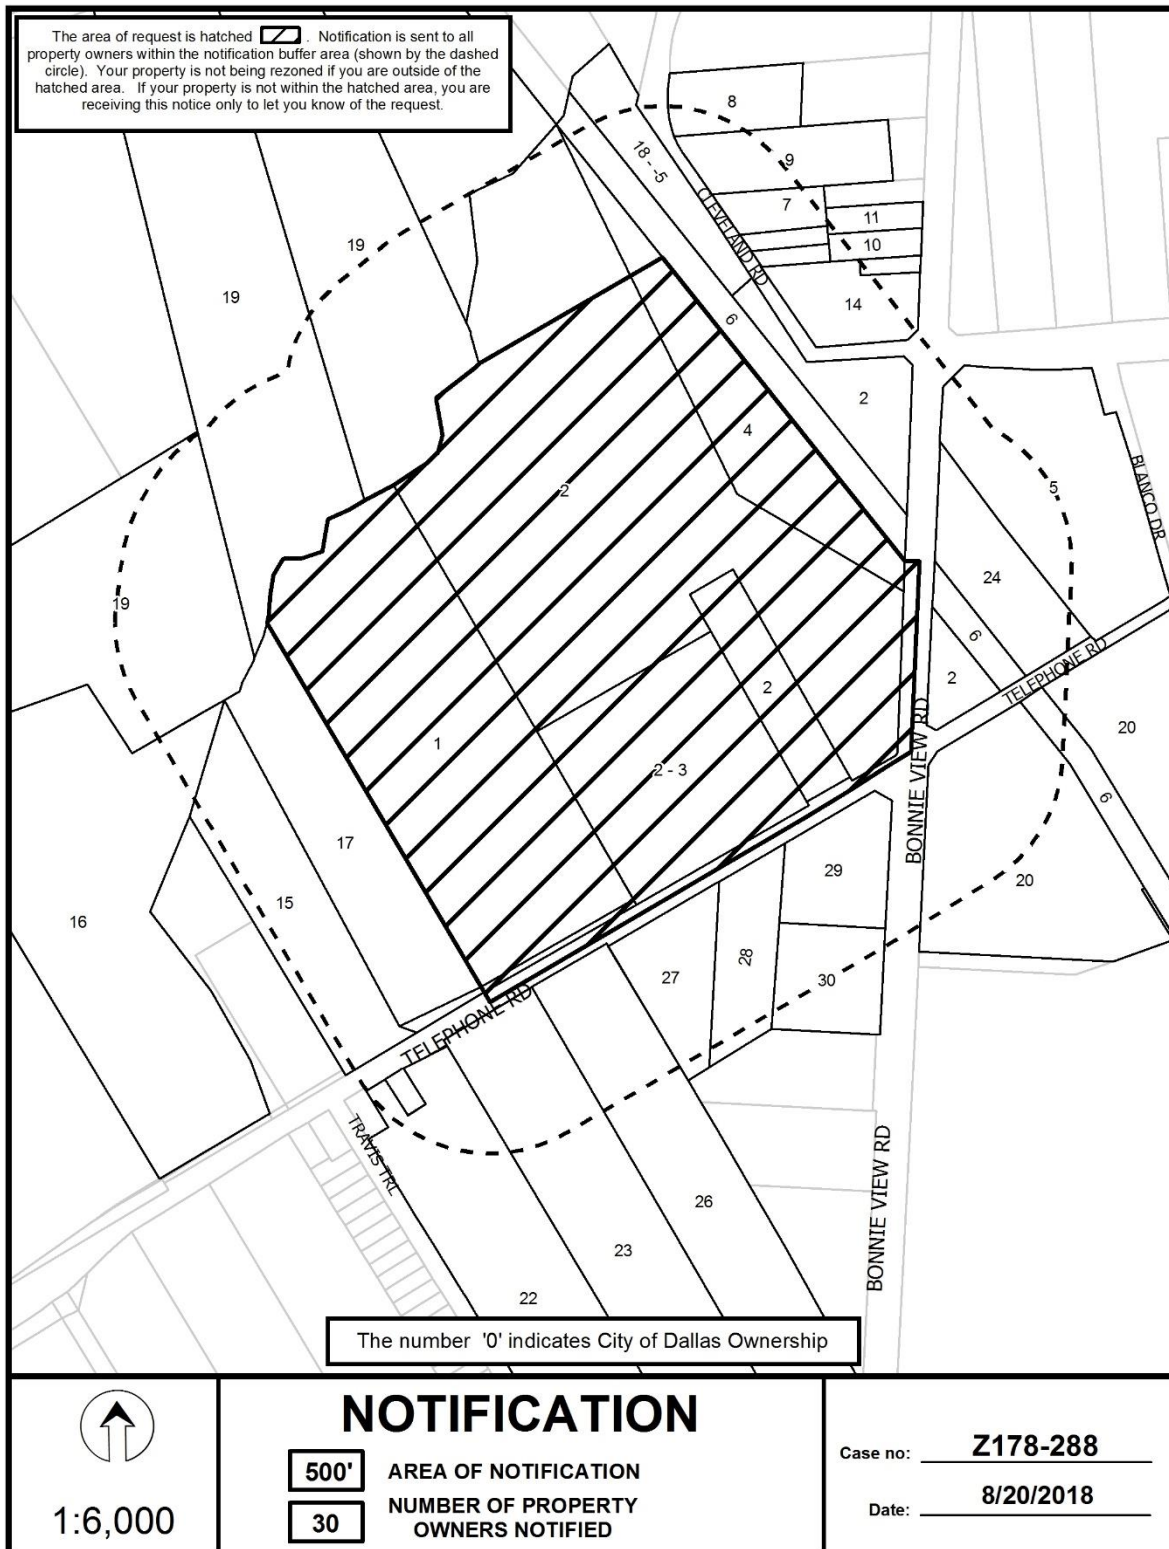 The area of request is hatched . Notification is sent to all
property owners within the notification buffer area (shown by the dashed
circle). Your property is not being rezoned if you are outside of the
hatched area. If your property is not within the hatched area, you are
receiving this notice only to let you know of the request.
8
18 - -5
9
CLEVELAND RD
7
11
19
10
19
14
6
2
4
BLANCO DR
5
2
24
19
6
TELEPHONE RD
2
2
BONNIE VIEW RD
20
1
2 - 3
6
17
29
20
15
16
28
27
30
TELEPHONE RD
TRAVIS TRL
BONNIE VIEW RD
26
23
22
The number '0' indicates City of Dallas Ownership
1:6,000
NOTIFICATION
500' AREA OF NOTIFICATION
30 NUMBER OF PROPERTY
OWNERS NOTIFIED
Case no: Z178-288
Date: 8/20/2018